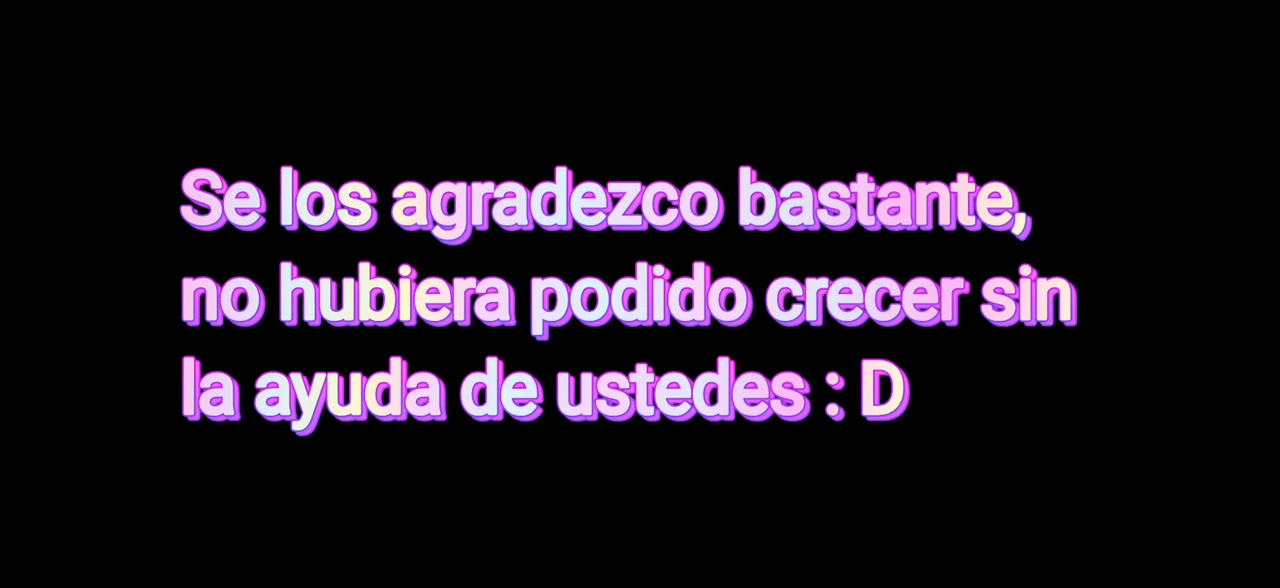 Se los agradezco bastante,
no hubiera podido crecer sin
la ayuda de ustedes : D